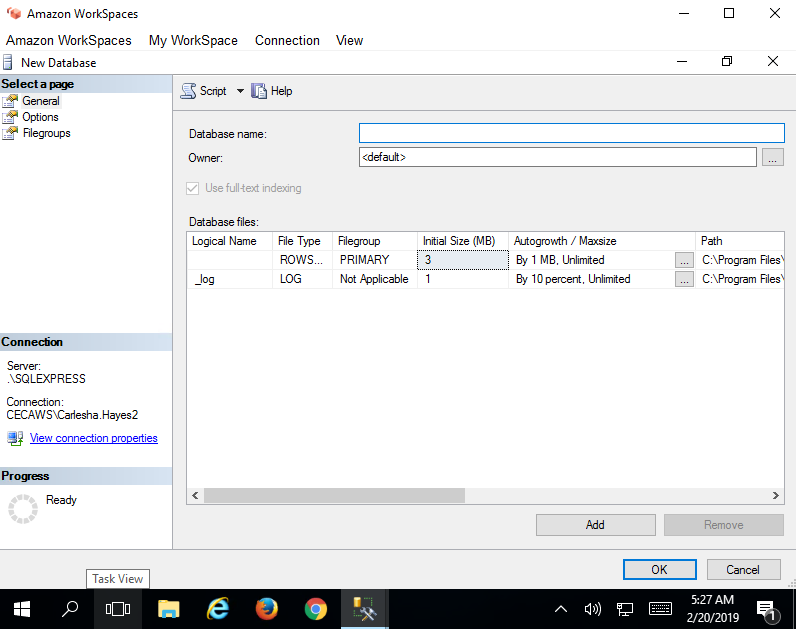 Amazon WorkSpaces
Amazon WorkSpaces My WorkSpace Connection View
New Database
Select a page
General
Options
Filegroups
Script Help
Database name:
Owner: <default> ...
Use full-text indexing
Database files:
Logical Name File Type Filegroup Initial Size (MB) Autogrowth / Maxsize Path
ROWS... PRIMARY 3 By 1 MB, Unlimited ... C:\Program Files\
_log LOG Not Applicable 1 By 10 percent, Unlimited ... C:\Program Files\
Connection
Server:
.\SQLEXPRESS
Connection:
CECAWS\Carlesha.Hayes2
View connection properties
Progress
Ready
Add Remove
OK Cancel
Task View
5:27 AM
2/20/2019
1